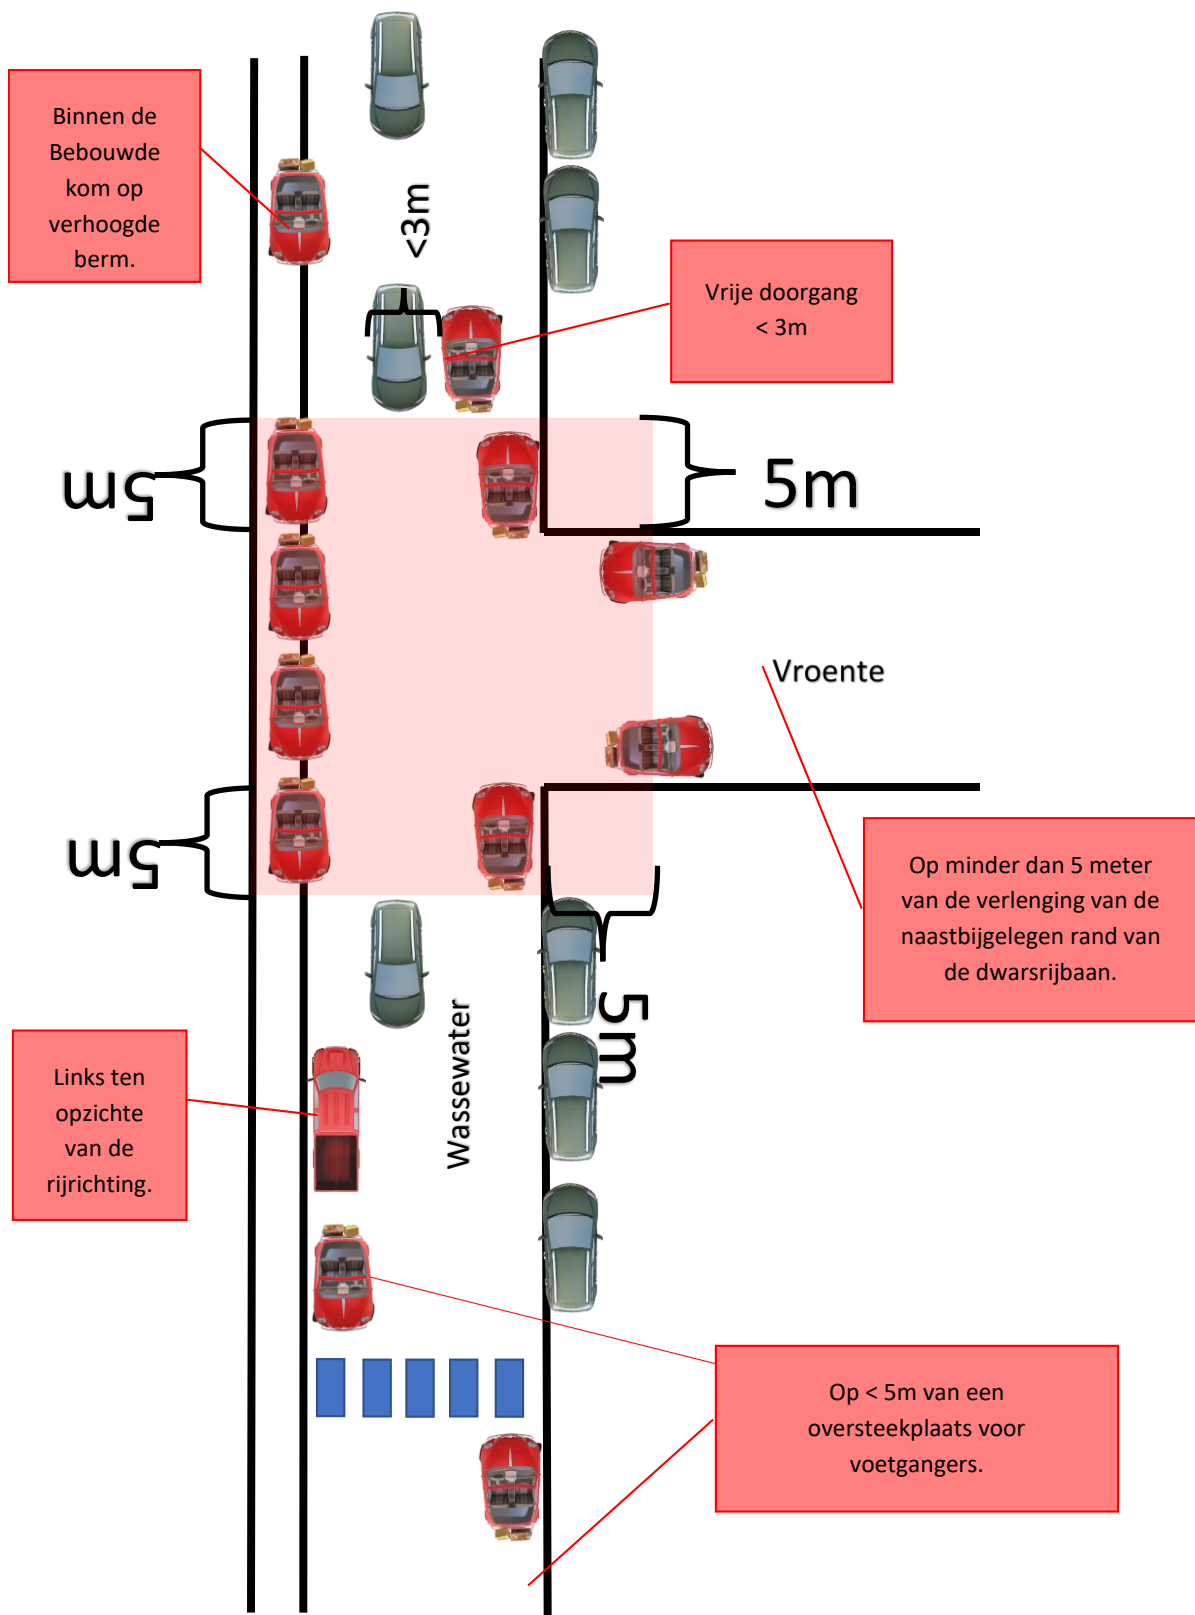 Binnen de
Bebouwde
kom op
verhoogde
berm.
<3m
Vrije doorgang
< 3m
5m
5m
Vroente
5m
Op minder dan 5 meter
van de verlenging van de
naastbijgelegen rand van
de dwarsrijbaan.
5m
Wassewater
Links ten
opzichte
van de
rijrichting.
Op < 5m van een
oversteekplaats voor
voetgangers.